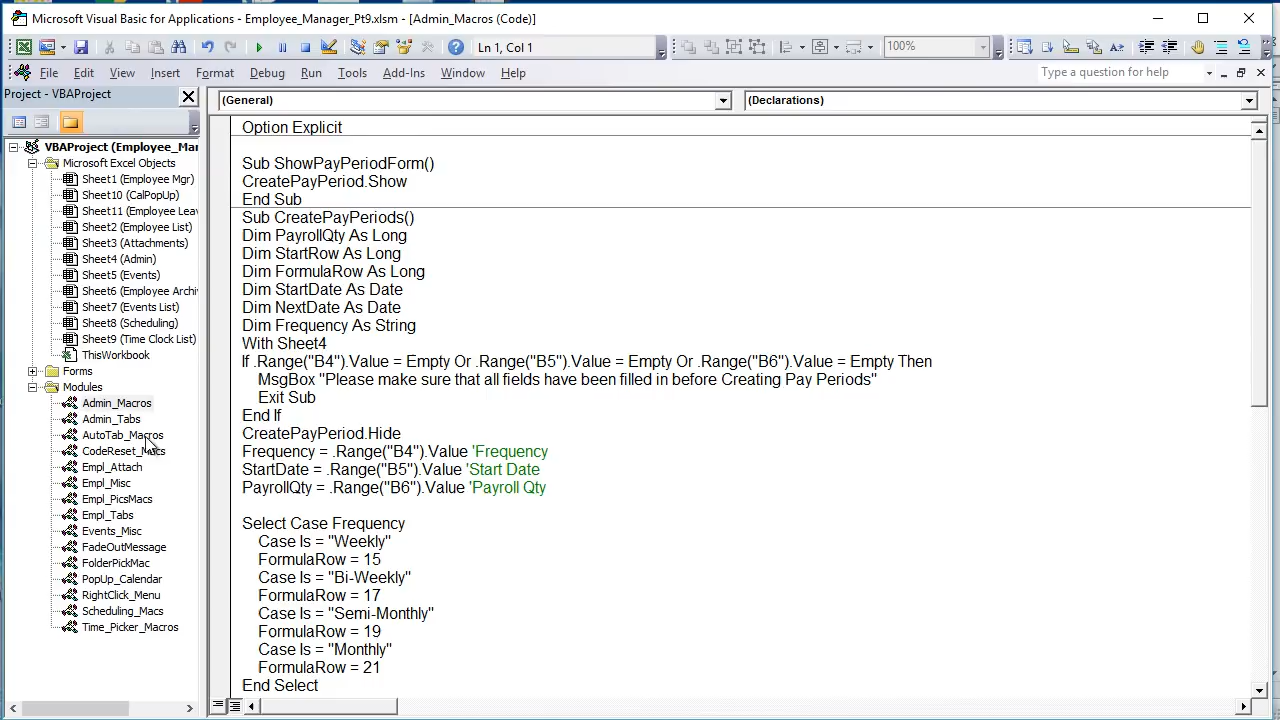 Microsoft Visual Basic for Applications - Employee_Manager_Pt9.xlsm - [Admin_Macros (Code)]
Ln 1, Col 1
100%
File Edit View Insert Format Debug Run Tools Add-Ins Window Help
Type a question for help
Project - VBAProject
(General)
(Declarations)
VBAProject (Employee_Mar
Microsoft Excel Objects
Sheet1 (Employee Mgr)
Sheet10 (CalPopUp)
Sheet11 (Employee Leav
Sheet2 (Employee List)
Sheet3 (Attachments)
Sheet4 (Admin)
Sheet5 (Events)
Sheet6 (Employee Archi
Sheet7 (Events List)
Sheet8 (Scheduling)
Sheet9 (Time Clock List)
ThisWorkbook
Forms
Modules
Admin_Macros
Admin_Tabs
AutoTab_Macros
CodeReset_Macs
Empl_Attach
Empl_Misc
Empl_PicsMacs
Empl_Tabs
Events_Misc
FadeOutMessage
FolderPickMac
PopUp_Calendar
RightClick_Menu
Scheduling_Macs
Time_Picker_Macros
Option Explicit
Sub ShowPayPeriodForm()
CreatePayPeriod.Show
End Sub
Sub CreatePayPeriods()
Dim PayrollQty As Long
Dim StartRow As Long
Dim FormulaRow As Long
Dim StartDate As Date
Dim NextDate As Date
Dim Frequency As String
With Sheet4
If .Range("B4").Value = Empty Or .Range("B5").Value = Empty Or .Range("B6").Value = Empty Then
MsgBox "Please make sure that all fields have been filled in before Creating Pay Periods"
Exit Sub
End If
CreatePayPeriod.Hide
Frequency = .Range("B4").Value 'Frequency
StartDate = .Range("B5").Value 'Start Date
PayrollQty = .Range("B6").Value 'Payroll Qty
Select Case Frequency
Case Is = "Weekly"
FormulaRow = 15
Case Is = "Bi-Weekly"
FormulaRow = 17
Case Is = "Semi-Monthly"
FormulaRow = 19
Case Is = "Monthly"
FormulaRow = 21
End Select